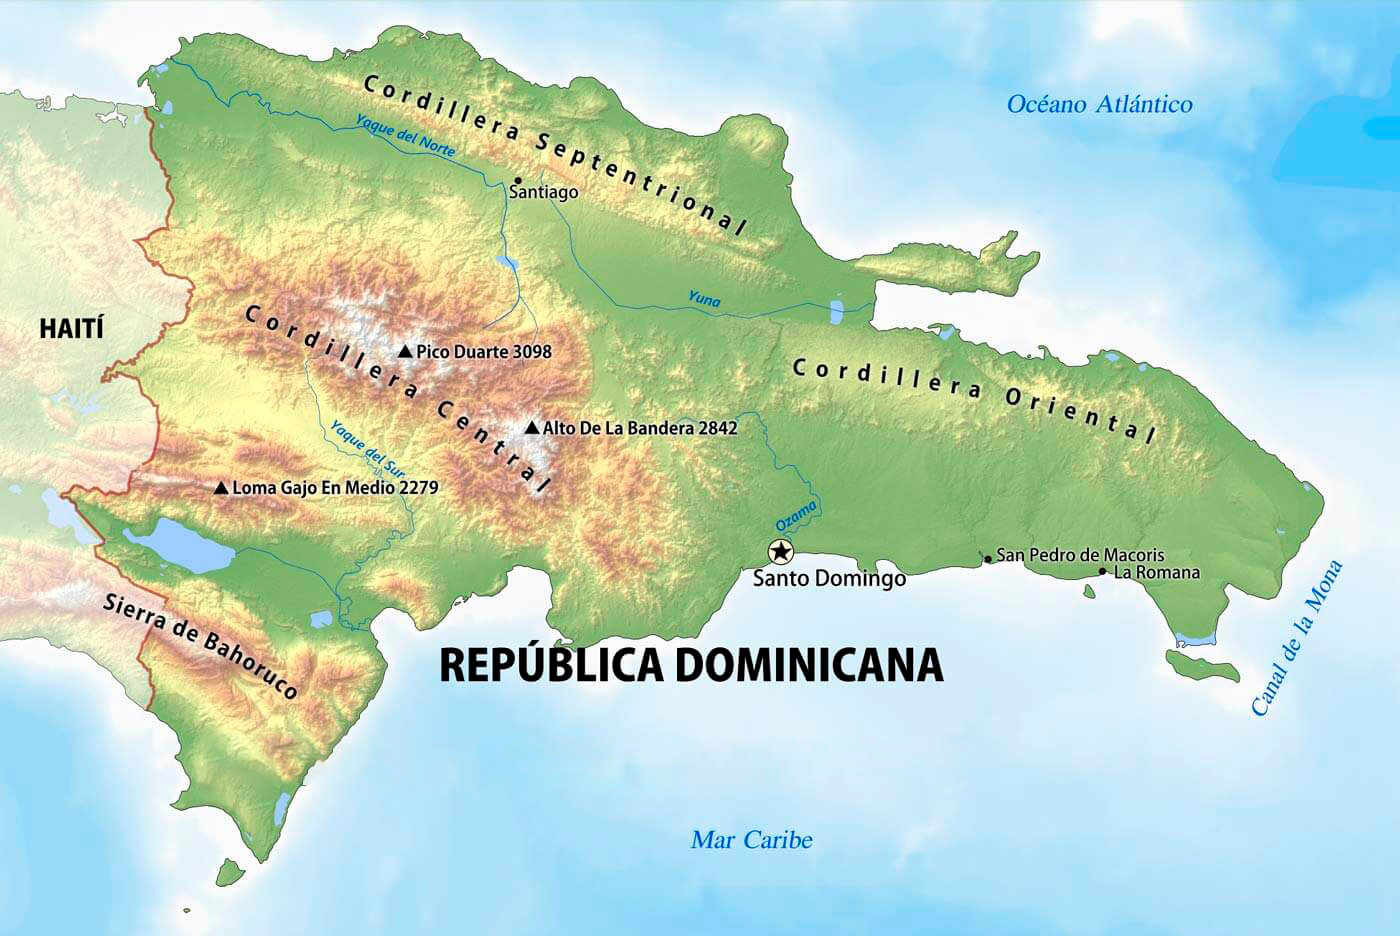 Océano Atlántico
Cordillera Septentrional
Yaque del Norte
Santiago
Yuna
HAITÍ
Cordillera Central
Pico Duarte 3098
Cordillera Oriental
Alto De La Bandera 2842
Yaque del Sur
Loma Gajo En Medio 2279
Ozama
Santo Domingo
San Pedro de Macoris
La Romana
Sierra de Bahoruco
REPÚBLICA DOMINICANA
Canal de la Mona
Mar Caribe